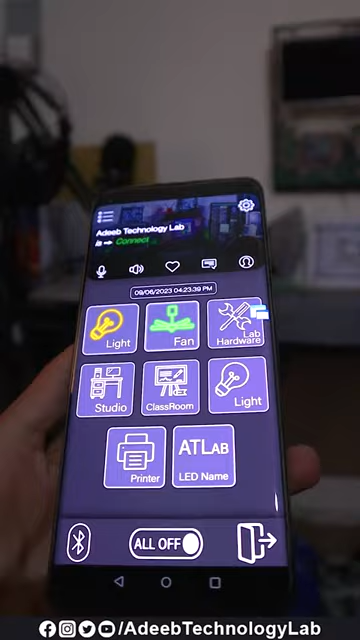 Adeeb Technology Lab
is Connect
09/06/2023 04:23:39 PM
Light
Fan
Lab
Hardware
Studio
ClassRoom
Light
Printer
ATLAB
LED Name
ALL OFF
/AdeebTechnologyLab